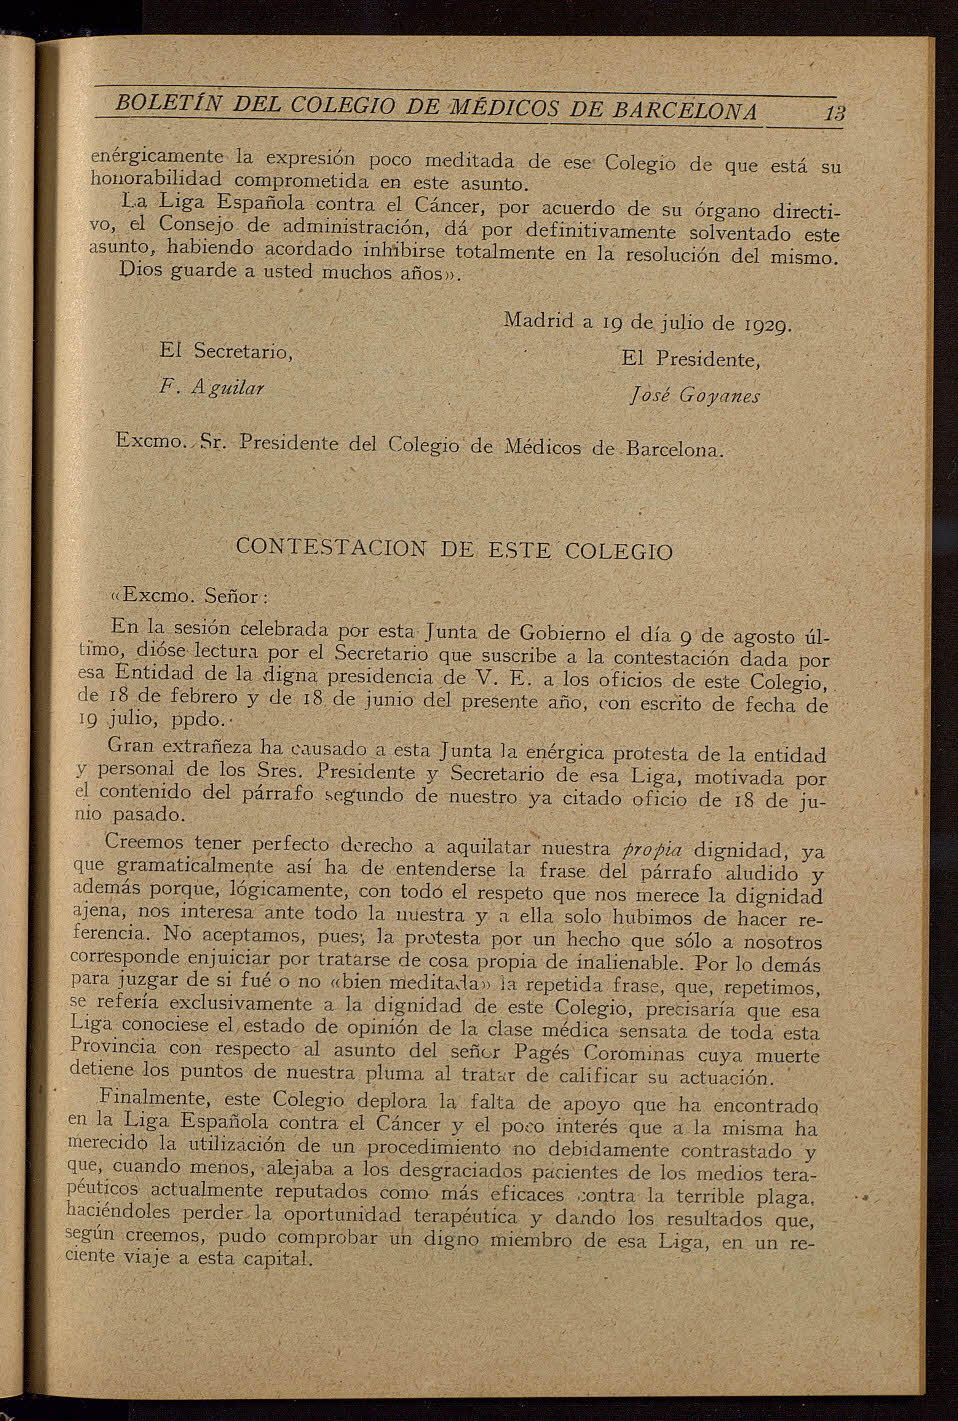 BOLETÍN DEL COLEGIO DE MÉDICOS DE BARCELONA 13
enérgicamente la expresión poco meditada de ese Colegio de que está su
honorabilidad comprometida en este asunto.
La Liga Española contra el Cáncer, por acuerdo de su órgano directi-
vo, el Consejo de administración, dá por definitivamente solventado este
asunto, habiendo acordado inhibirse totalmente en la resolución del mismo.
Dios guarde a usted muchos años».
Madrid a 19 de julio de 1929.
El Secretario,
El Presidente,
F. Aguilar
José Goyanes
Excmo. Sr. Presidente del Colegio de Médicos de Barcelona.
CONTESTACION DE ESTE COLEGIO
«Excmo. Señor:
En la sesión celebrada por esta Junta de Gobierno el día 9 de agosto úl-
timo, dióse lectura por el Secretario que suscribe a la contestación dada por
esa Entidad de la digna presidencia de V. E. a los oficios de este Colegio,
de 18 de febrero y de 18 de junio del presente año, con escrito de fecha de
19 julio, ppdo.
Gran extrañeza ha causado a esta Junta la enérgica protesta de la entidad
y personal de los Sres. Presidente y Secretario de esa Liga, motivada por
el contenido del párrafo segundo de nuestro ya citado oficio de 18 de ju-
nio pasado.
Creemos tener perfecto derecho a aquilatar nuestra propia dignidad, ya
que gramaticalmente así ha de entenderse la frase del párrafo aludido y
además porque, lógicamente, con todo el respeto que nos merece la dignidad
ajena, nos interesa ante todo la nuestra y a ella solo hubimos de hacer re-
ferencia. No aceptamos, pues, la protesta por un hecho que sólo a nosotros
corresponde enjuiciar por tratarse de cosa propia de inalienable. Por lo demás
para juzgar de si fué o no «bien meditada» la repetida frase, que, repetimos,
se refería exclusivamente a la dignidad de este Colegio, precisaría que esa
Liga conociese el estado de opinión de la clase médica sensata de toda esta
Provincia con respecto al asunto del señor Pagés Corominas cuya muerte
detiene los puntos de nuestra pluma al tratar de calificar su actuación.
Finalmente, este Colegio deplora la falta de apoyo que ha encontrado
en la Liga Española contra el Cáncer y el poco interés que a la misma ha
merecido la utilización de un procedimiento no debidamente contrastado y
que, cuando menos, alejaba a los desgraciados pacientes de los medios tera-
péuticos actualmente reputados como más eficaces contra la terrible plaga,
haciéndoles perder la oportunidad terapéutica y dando los resultados que,
según creemos, pudo comprobar un digno miembro de esa Liga, en un re-
ciente viaje a esta capital.